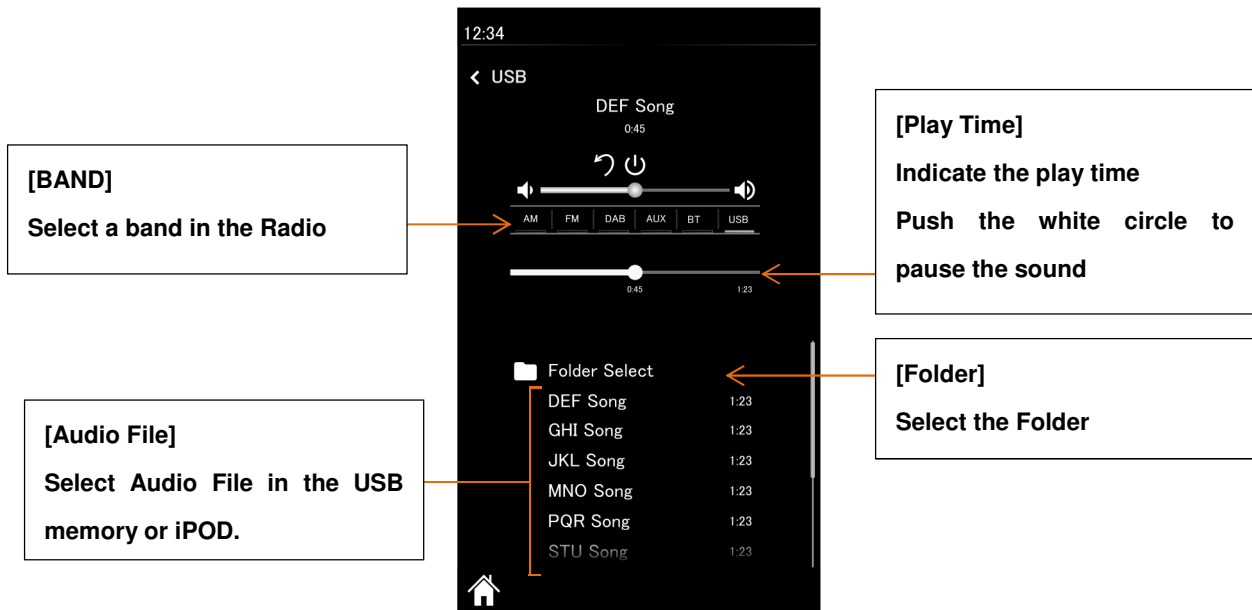 12:34
USB
DEF Song
0:45
AM FM DAB AUX BT USB
0:45 1:23
Folder Select
DEF Song 1:23
GHI Song 1:23
JKL Song 1:23
MNO Song 1:23
PQR Song 1:23
STU Song 1:23
[BAND]
Select a band in the Radio
[Audio File]
Select Audio File in the USB
memory or iPOD.
[Play Time]
Indicate the play time
Push the white circle to
pause the sound
[Folder]
Select the Folder